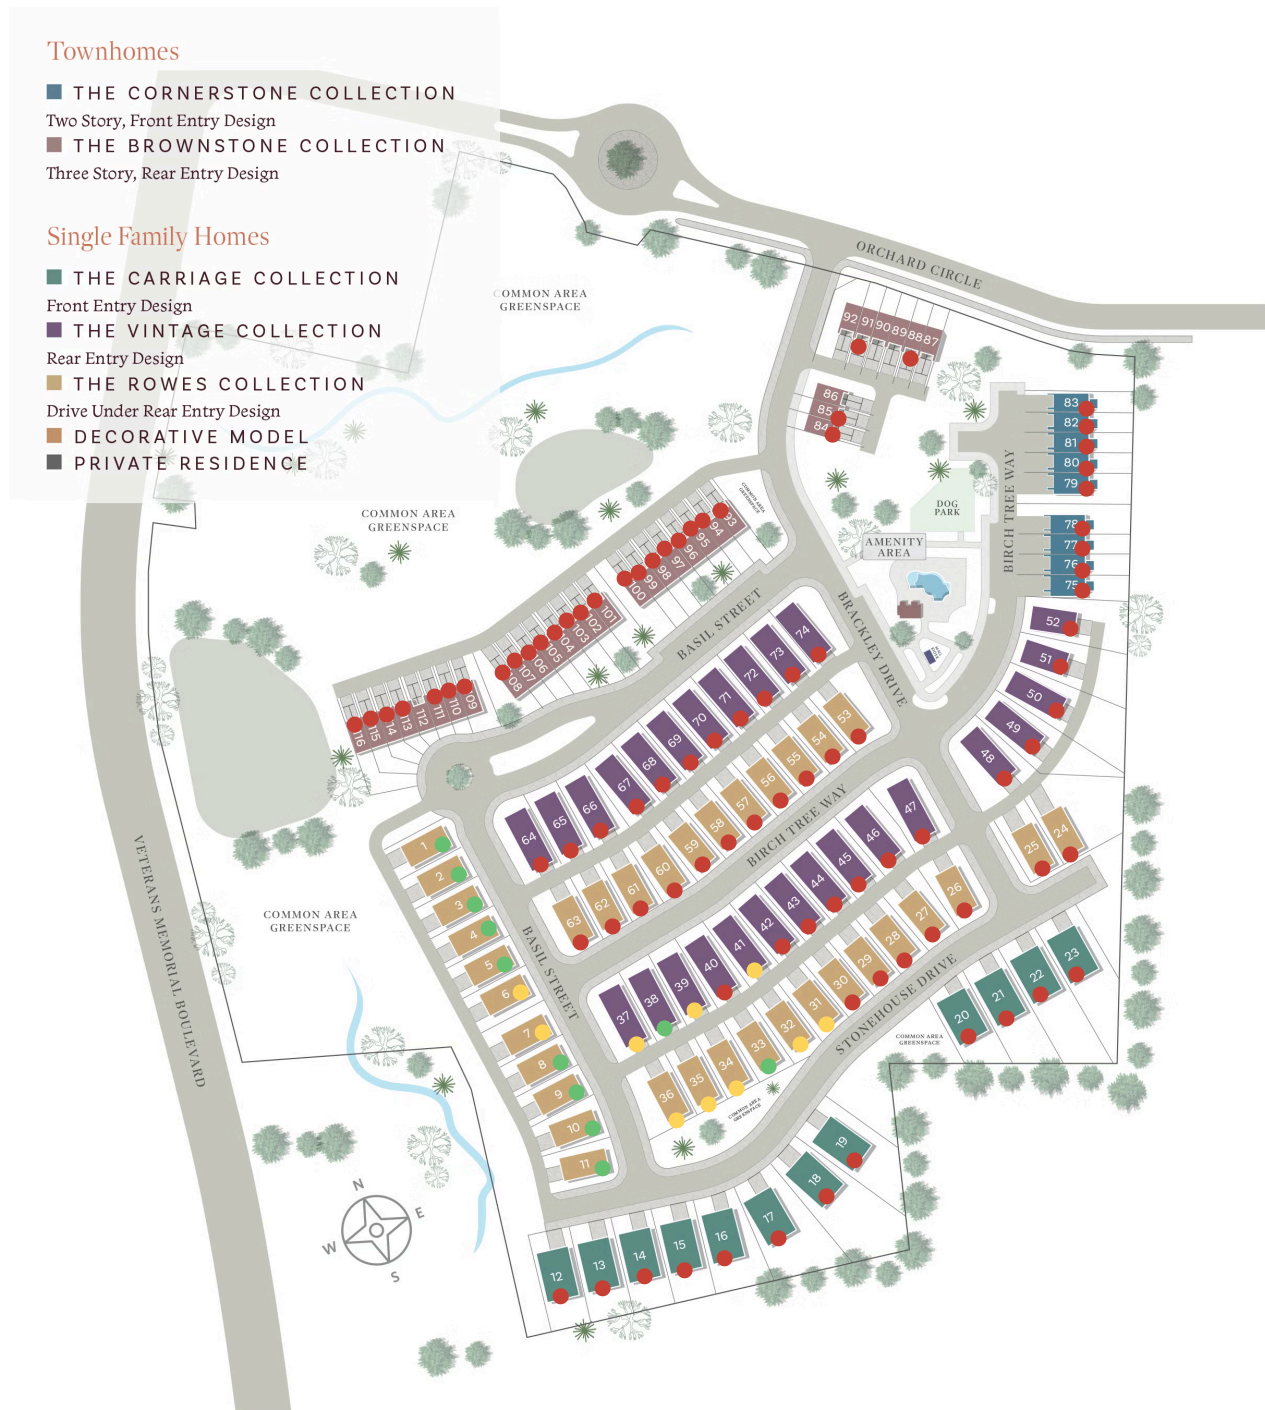 Townhomes
THE CORNERSTONE COLLECTION
Two Story, Front Entry Design
THE BROWNSTONE COLLECTION
Three Story, Rear Entry Design
Single Family Homes
THE CARRIAGE COLLECTION
Front Entry Design
THE VINTAGE COLLECTION
Rear Entry Design
THE ROWES COLLECTION
Drive Under Rear Entry Design
DECORATIVE MODEL
PRIVATE RESIDENCE
ORCHARD CIRCLE
COMMON AREA
GREENSPACE
92 91 90 89 88 87
86
85
84
83
82
81
80
79
BIRCH TREE WAY
DOG
PARK
AMENITY
AREA
78
77
76
75
COMMON AREA
GREENSPACE
COMMON AREA
GREENSPACE
93
94
95
96
97
98
99
100
101
102
103
104
105
106
107
108
109
110
111
112
113
114
115
116
BASIL STREET
BRACKLEY DRIVE
52
51
50
49
48
74
73
72
71
70
69
68
67
66
65
64
53
54
55
56
57
58
59
60
61
62
63
BIRCH TREE WAY
47
46
45
44
43
42
41
40
39
38
37
24
25
26
27
28
29
30
31
32
33
34
35
36
STONEHOUSE DRIVE
COMMON AREA
GREENSPACE
COMMON AREA
GREENSPACE
23
22
21
20
19
18
17
16
15
14
13
12
1
2
3
4
5
6
7
8
9
10
11
BASIL STREET
COMMON AREA
GREENSPACE
VETERANS MEMORIAL BOULEVARD
N
E
S
W